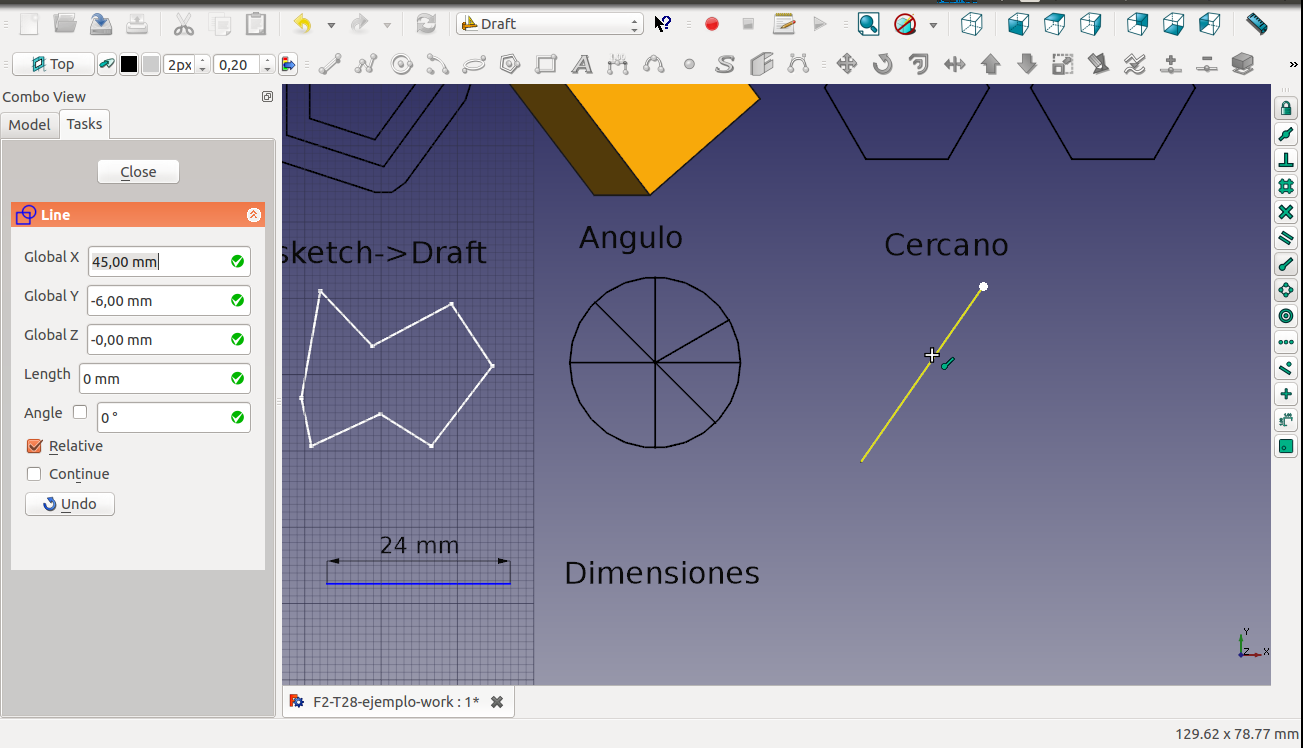 Draft
Top
2px
0,20
»
Combo View
Model
Tasks
Close
Line
Global X
45,00 mm
Global Y
-6,00 mm
Global Z
-0,00 mm
Length
0 mm
Angle
0 °
Relative
Continue
Undo
sketch->Draft
Angulo
Cercano
24 mm
Dimensiones
Y
Z
X
F2-T28-ejemplo-work : 1*
129.62 x 78.77 mm